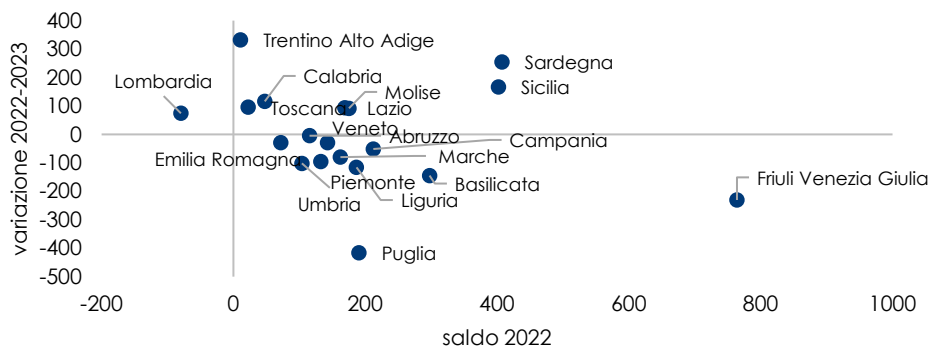 variazione 2022-2023
400
300
200
100
0
-100
-200
-300
-400
-500
Trentino Alto Adige
Sardegna
Calabria
Lombardia
Molise
Sicilia
Toscana
Lazio
Veneto
Abruzzo
Campania
Emilia Romagna
Marche
Piemonte
Basilicata
Friuli Venezia Giulia
Umbria
Liguria
Puglia
-200 0 200 400 600 800 1000
saldo 2022